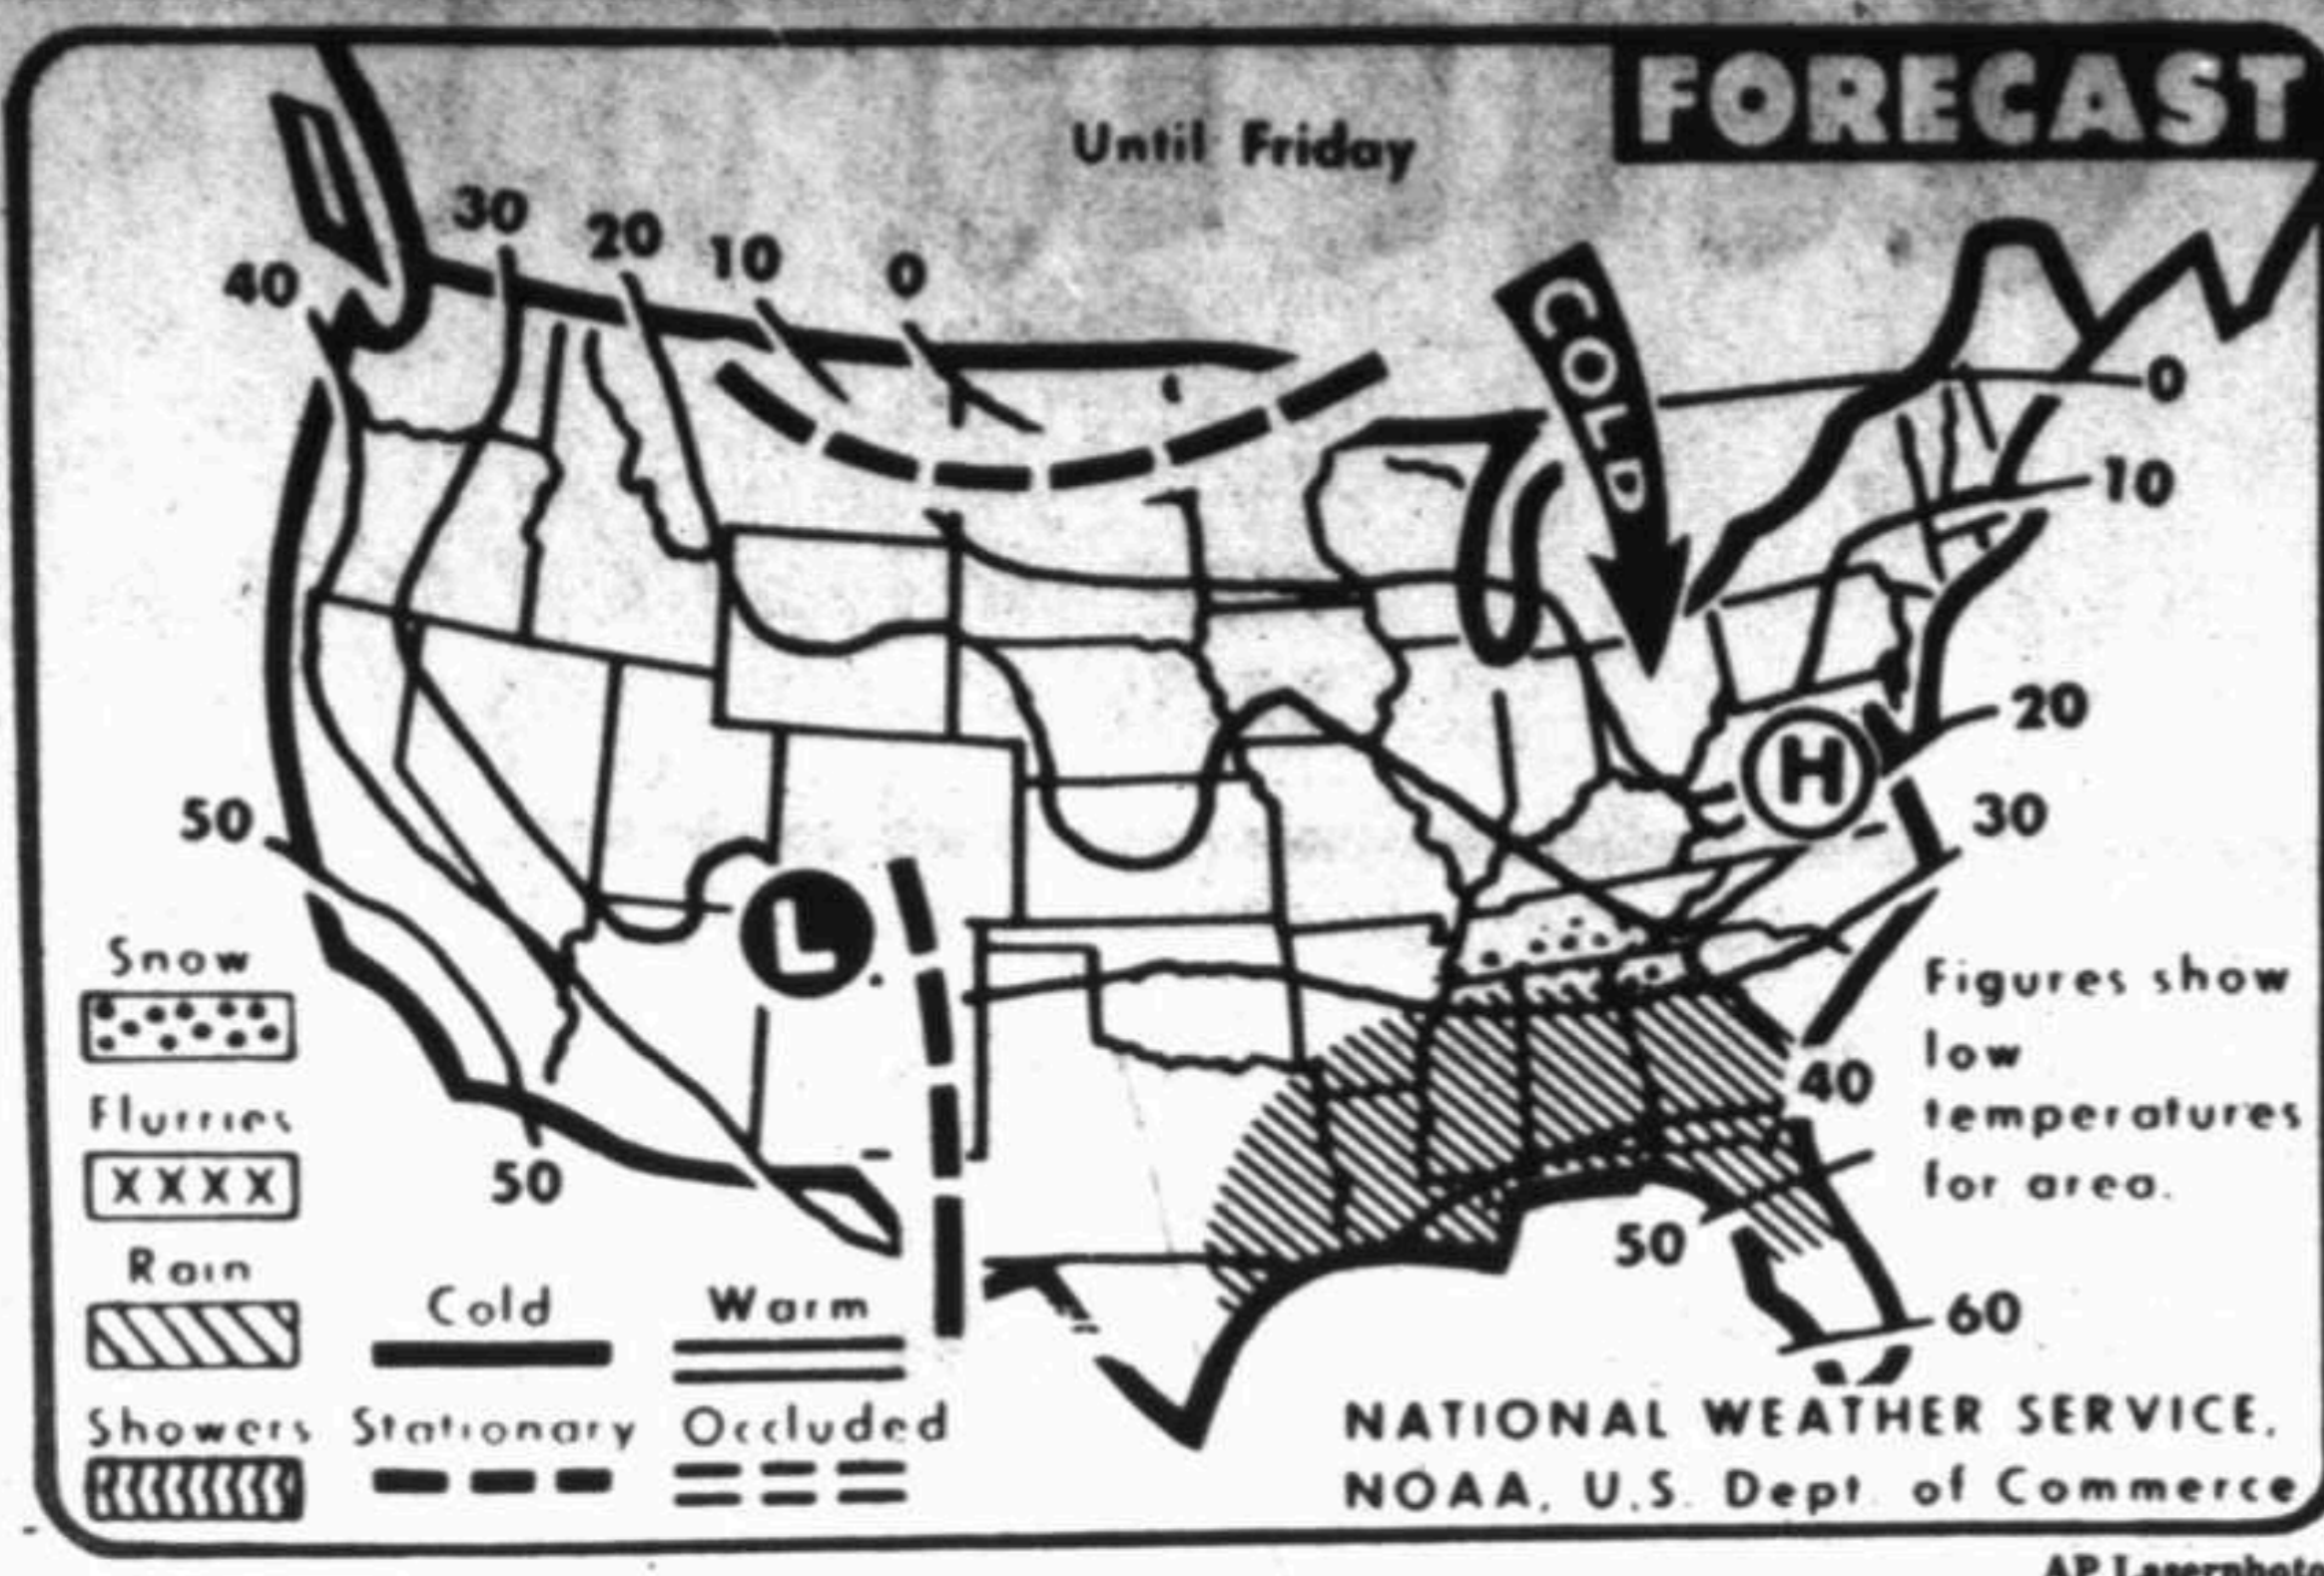 FORECAST
Until Friday
COLD
30
20
10
0
40
0
10
20
H
30
50
L
Snow
Figures show
low
temperatures
for area.
40
Flurries
XXXX
50
50
Rain
60
Cold
Warm
Showers
Stationary
Occluded
NATIONAL WEATHER SERVICE,
NOAA, U.S. Dept. of Commerce
AP Laserphoto